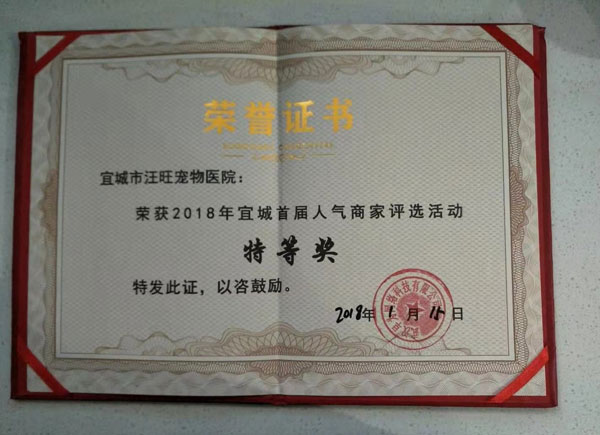 荣誉证书
宜城市汪旺宠物医院：
荣获2018年宜城首届人气商家评选活动
特等奖
特发此证，以咨鼓励。
2018年 1 月 15 日